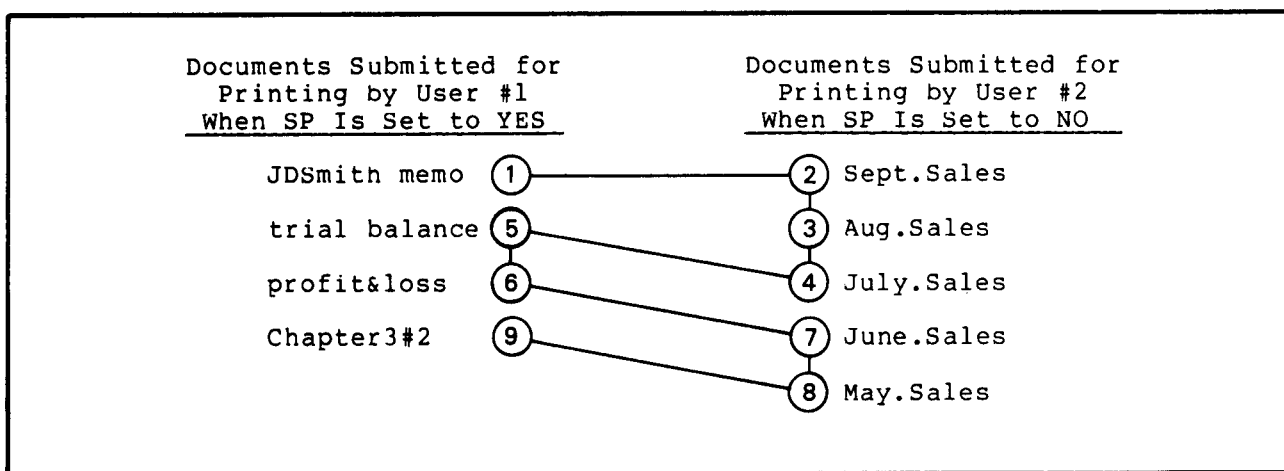 Documents Submitted for
Printing by User #1
When SP Is Set to YES
Documents Submitted for
Printing by User #2
When SP Is Set to NO
JDSmith memo 1 2 Sept.Sales
trial balance 5 3 Aug.Sales
profit&loss 6 4 July.Sales
Chapter3#2 9 7 June.Sales
8 May.Sales